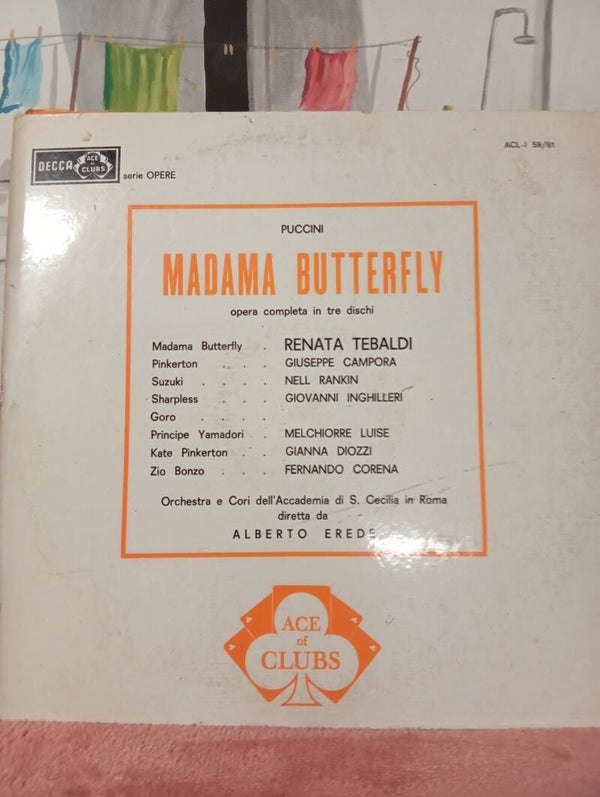 DECCA ACE of CLUBS
serie OPERE
ACL-I 59/61
PUCCINI
MADAMA BUTTERFLY
opera completa in tre dischi
Madama Butterfly . RENATA TEBALDI
Pinkerton . . . GIUSEPPE CAMPORA
Suzuki . . . . NELL RANKIN
Sharpless . . GIOVANNI INGHILLERI
Goro . . . .
Principe Yamadori . MELCHIORRE LUISE
Kate Pinkerton . . GIANNA DIOZZI
Zio Bonzo . . . FERNANDO CORENA
Orchestra e Cori dell'Accademia di S. Cecilia in Roma
diretta da
ALBERTO EREDE
ACE
of
CLUBS